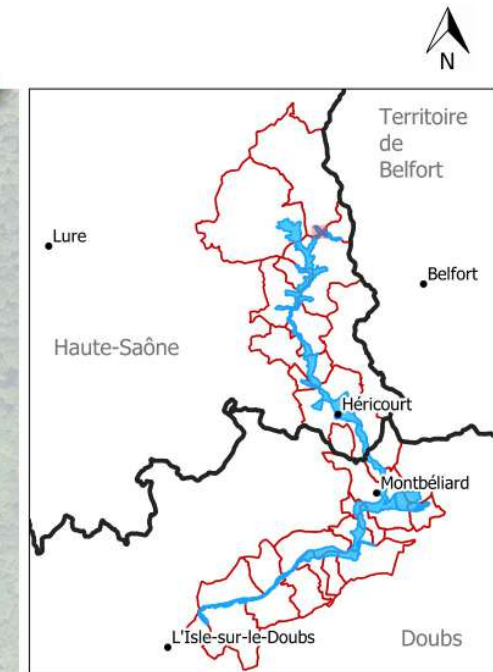 N
Territoire
de
Belfort
Lure
Belfort
Haute-Saône
Héricourt
Montbéliard
L'Isle-sur-le-Doubs
Doubs